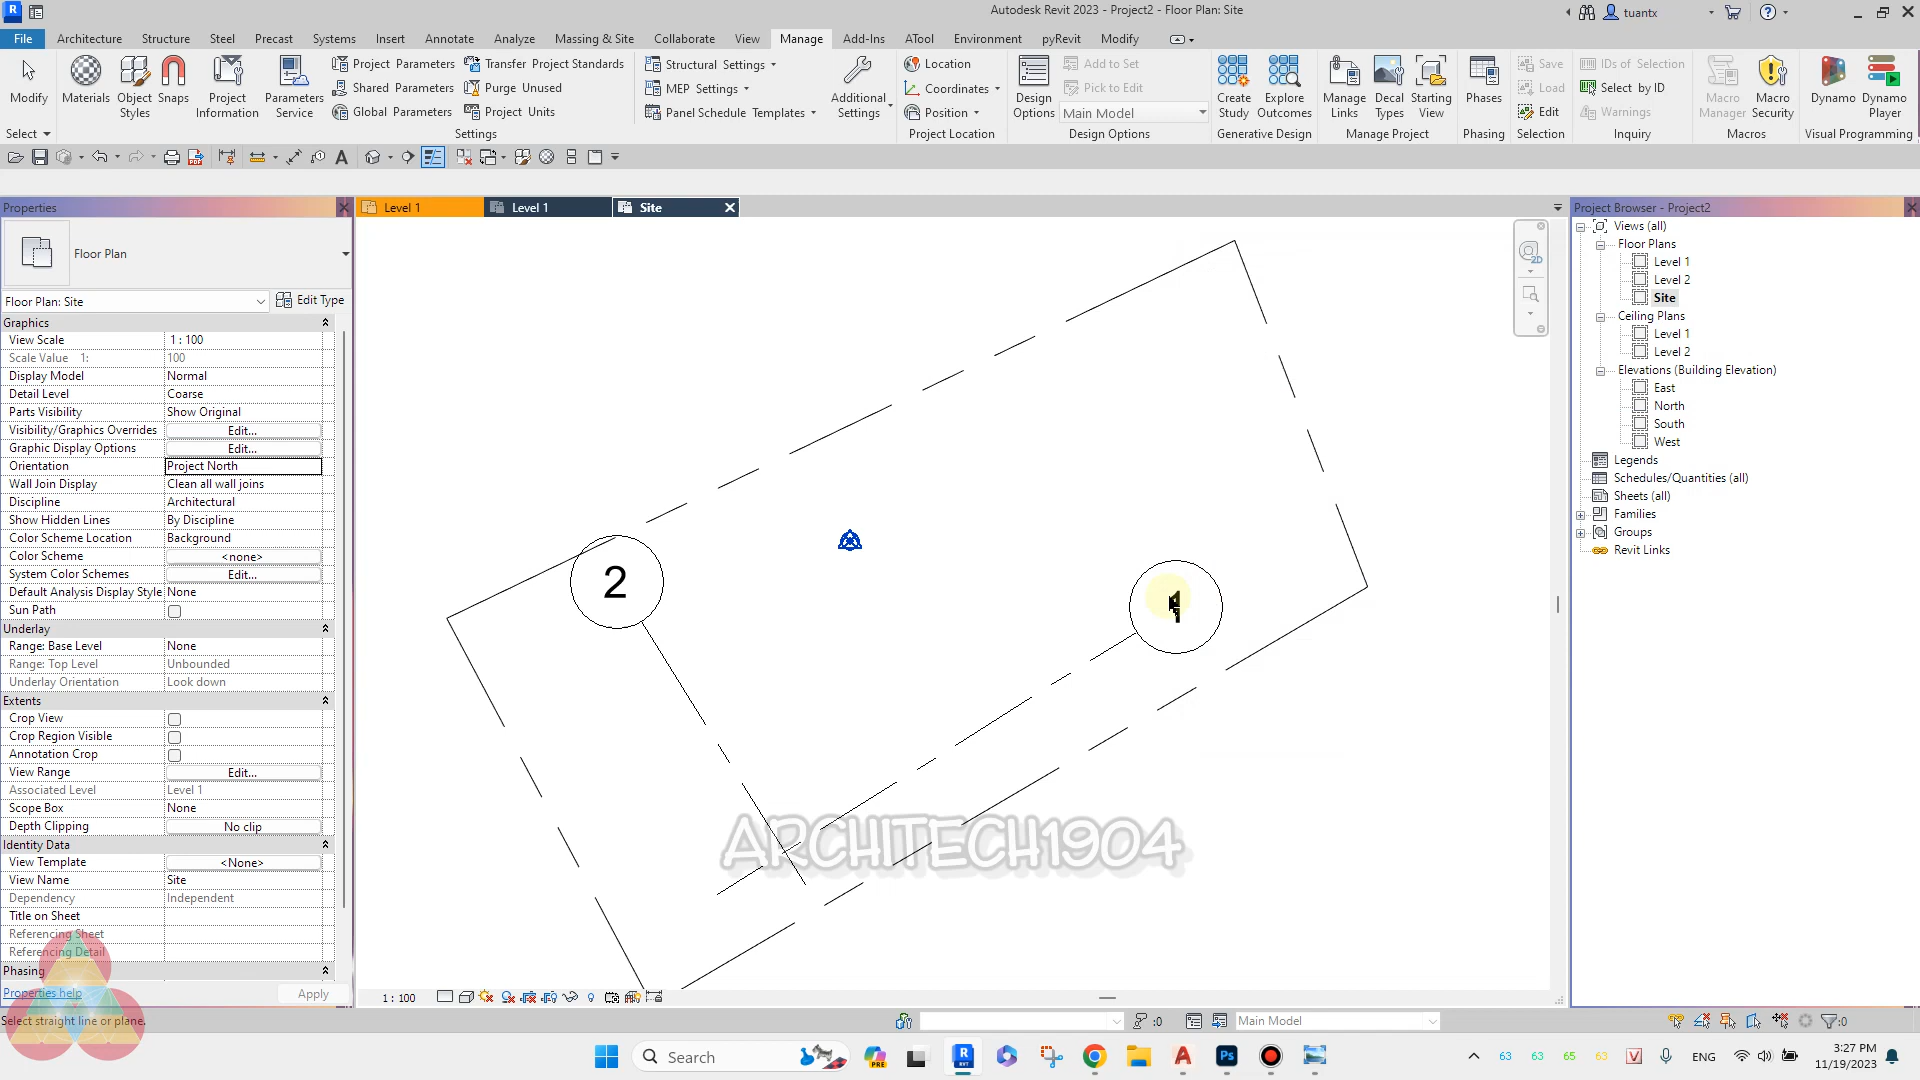 Autodesk Revit 2023 - Project2 - Floor Plan: Site
tuantx
File Architecture Structure Steel Precast Systems Insert Annotate Analyze Massing & Site Collaborate View Manage Add-Ins ATool Environment pyRevit Modify
Modify
Materials
Object Styles
Snaps
Project Information
Parameters Service
Project Parameters
Shared Parameters
Global Parameters
Transfer Project Standards
Purge Unused
Project Units
Structural Settings
MEP Settings
Panel Schedule Templates
Additional Settings
Location
Coordinates
Position
Design Options
Add to Set
Pick to Edit
Main Model
Create Study
Explore Outcomes
Manage Links
Decal Types
Starting View
Phases
Save
Load
Edit
IDs of Selection
Select by ID
Warnings
Macro Manager
Macro Security
Dynamo
Dynamo Player
Select
Settings
Project Location
Design Options
Generative Design
Manage Project
Phasing
Selection
Inquiry
Macros
Visual Programming
Properties
Floor Plan
Floor Plan: Site
Edit Type
Graphics
View Scale 1 : 100
Scale Value 1: 100
Display Model Normal
Detail Level Coarse
Parts Visibility Show Original
Visibility/Graphics Overrides Edit...
Graphic Display Options Edit...
Orientation Project North
Wall Join Display Clean all wall joins
Discipline Architectural
Show Hidden Lines By Discipline
Color Scheme Location Background
Color Scheme <none>
System Color Schemes Edit...
Default Analysis Display Style None
Sun Path
Underlay
Range: Base Level None
Range: Top Level Unbounded
Underlay Orientation Look down
Extents
Crop View
Crop Region Visible
Annotation Crop
View Range Edit...
Associated Level Level 1
Scope Box None
Depth Clipping No clip
Identity Data
View Template <None>
View Name Site
Dependency Independent
Title on Sheet
Referencing Sheet
Referencing Detail
Phasing
Properties help
Apply
Select straight line or plane.
Level 1
Level 1
Site
2D
2
ARCHITECH1904
1 : 100
Project Browser - Project2
Views (all)
Floor Plans
Level 1
Level 2
Site
Ceiling Plans
Level 1
Level 2
Elevations (Building Elevation)
East
North
South
West
Legends
Schedules/Quantities (all)
Sheets (all)
Families
Groups
Revit Links
:0
Main Model
:0
Search
PRE
63 63 65 63
ENG
3:27 PM
11/19/2023